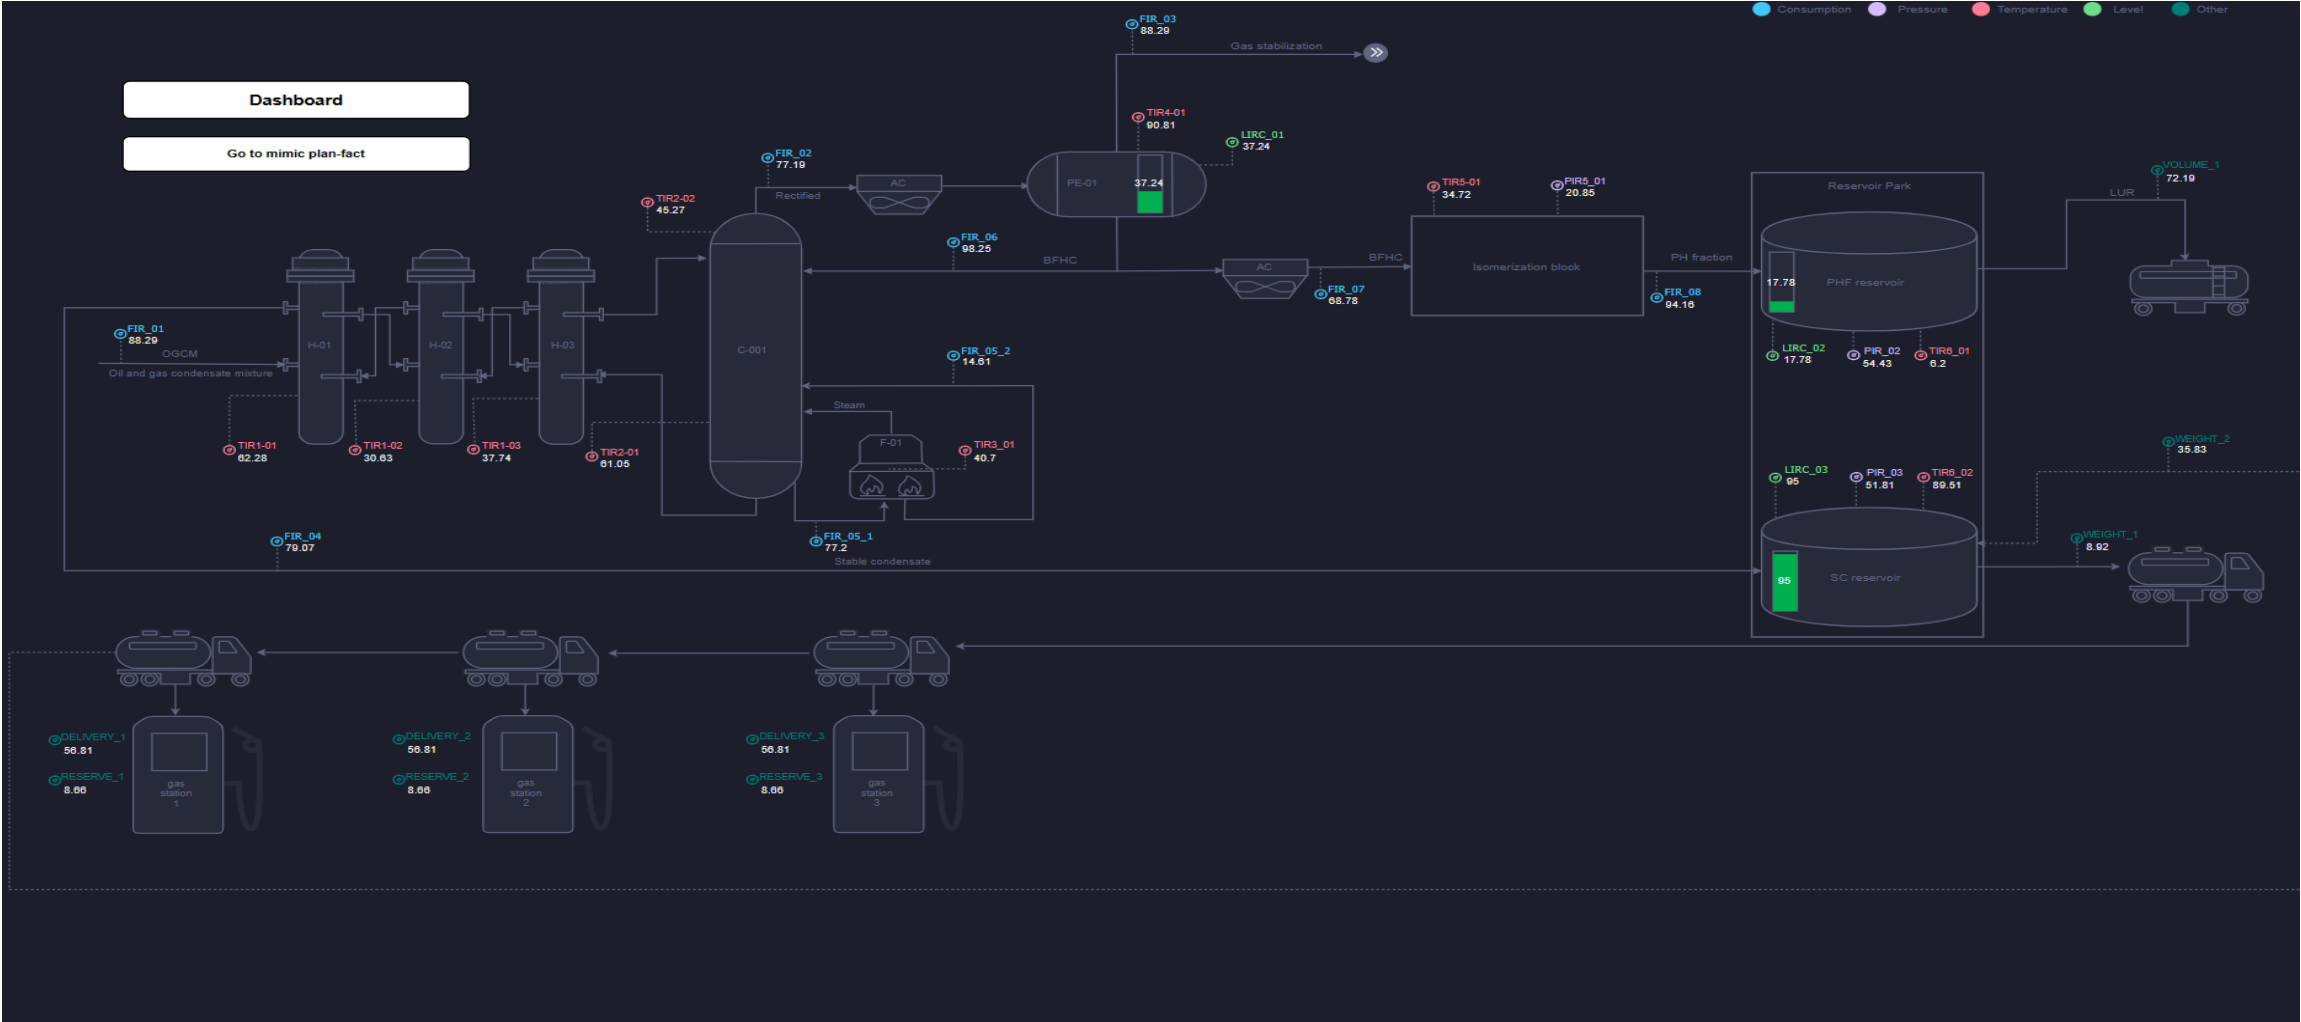 Consumption
Pressure
Temperature
Level
Other
FIR_03
88.29
Gas stabilization
Dashboard
Go to mimic plan-fact
TIR4-01
90.81
LIRC_01
37.24
FIR_02
77.19
Rectified
AC
PE-01
37.24
TIR2-02
45.27
TIR5-01
34.72
PIR5_01
20.85
Reservoir Park
VOLUME_1
72.19
LUR
FIR_06
98.25
BFHC
AC
BFHC
FIR_07
68.78
Isomerization block
PH fraction
FIR_08
94.16
17.78
PHF reservoir
FIR_01
88.29
OGCM
Oil and gas condensate mixture
H-01
H-02
H-03
C-001
FIR_05_2
14.61
LIRC_02
17.78
PIR_02
54.43
TIR6_01
6.2
Steam
F-01
TIR3_01
40.7
TIR1-01
62.28
TIR1-02
30.63
TIR1-03
37.74
TIR2-01
61.05
WEIGHT_2
35.83
LIRC_03
95
PIR_03
51.81
TIR6_02
89.51
FIR_04
79.07
FIR_05_1
77.2
Stable condensate
WEIGHT_1
8.92
95
SC reservoir
DELIVERY_1
56.81
RESERVE_1
8.66
gas
station
1
DELIVERY_2
56.81
RESERVE_2
8.66
gas
station
2
DELIVERY_3
56.81
RESERVE_3
8.66
gas
station
3